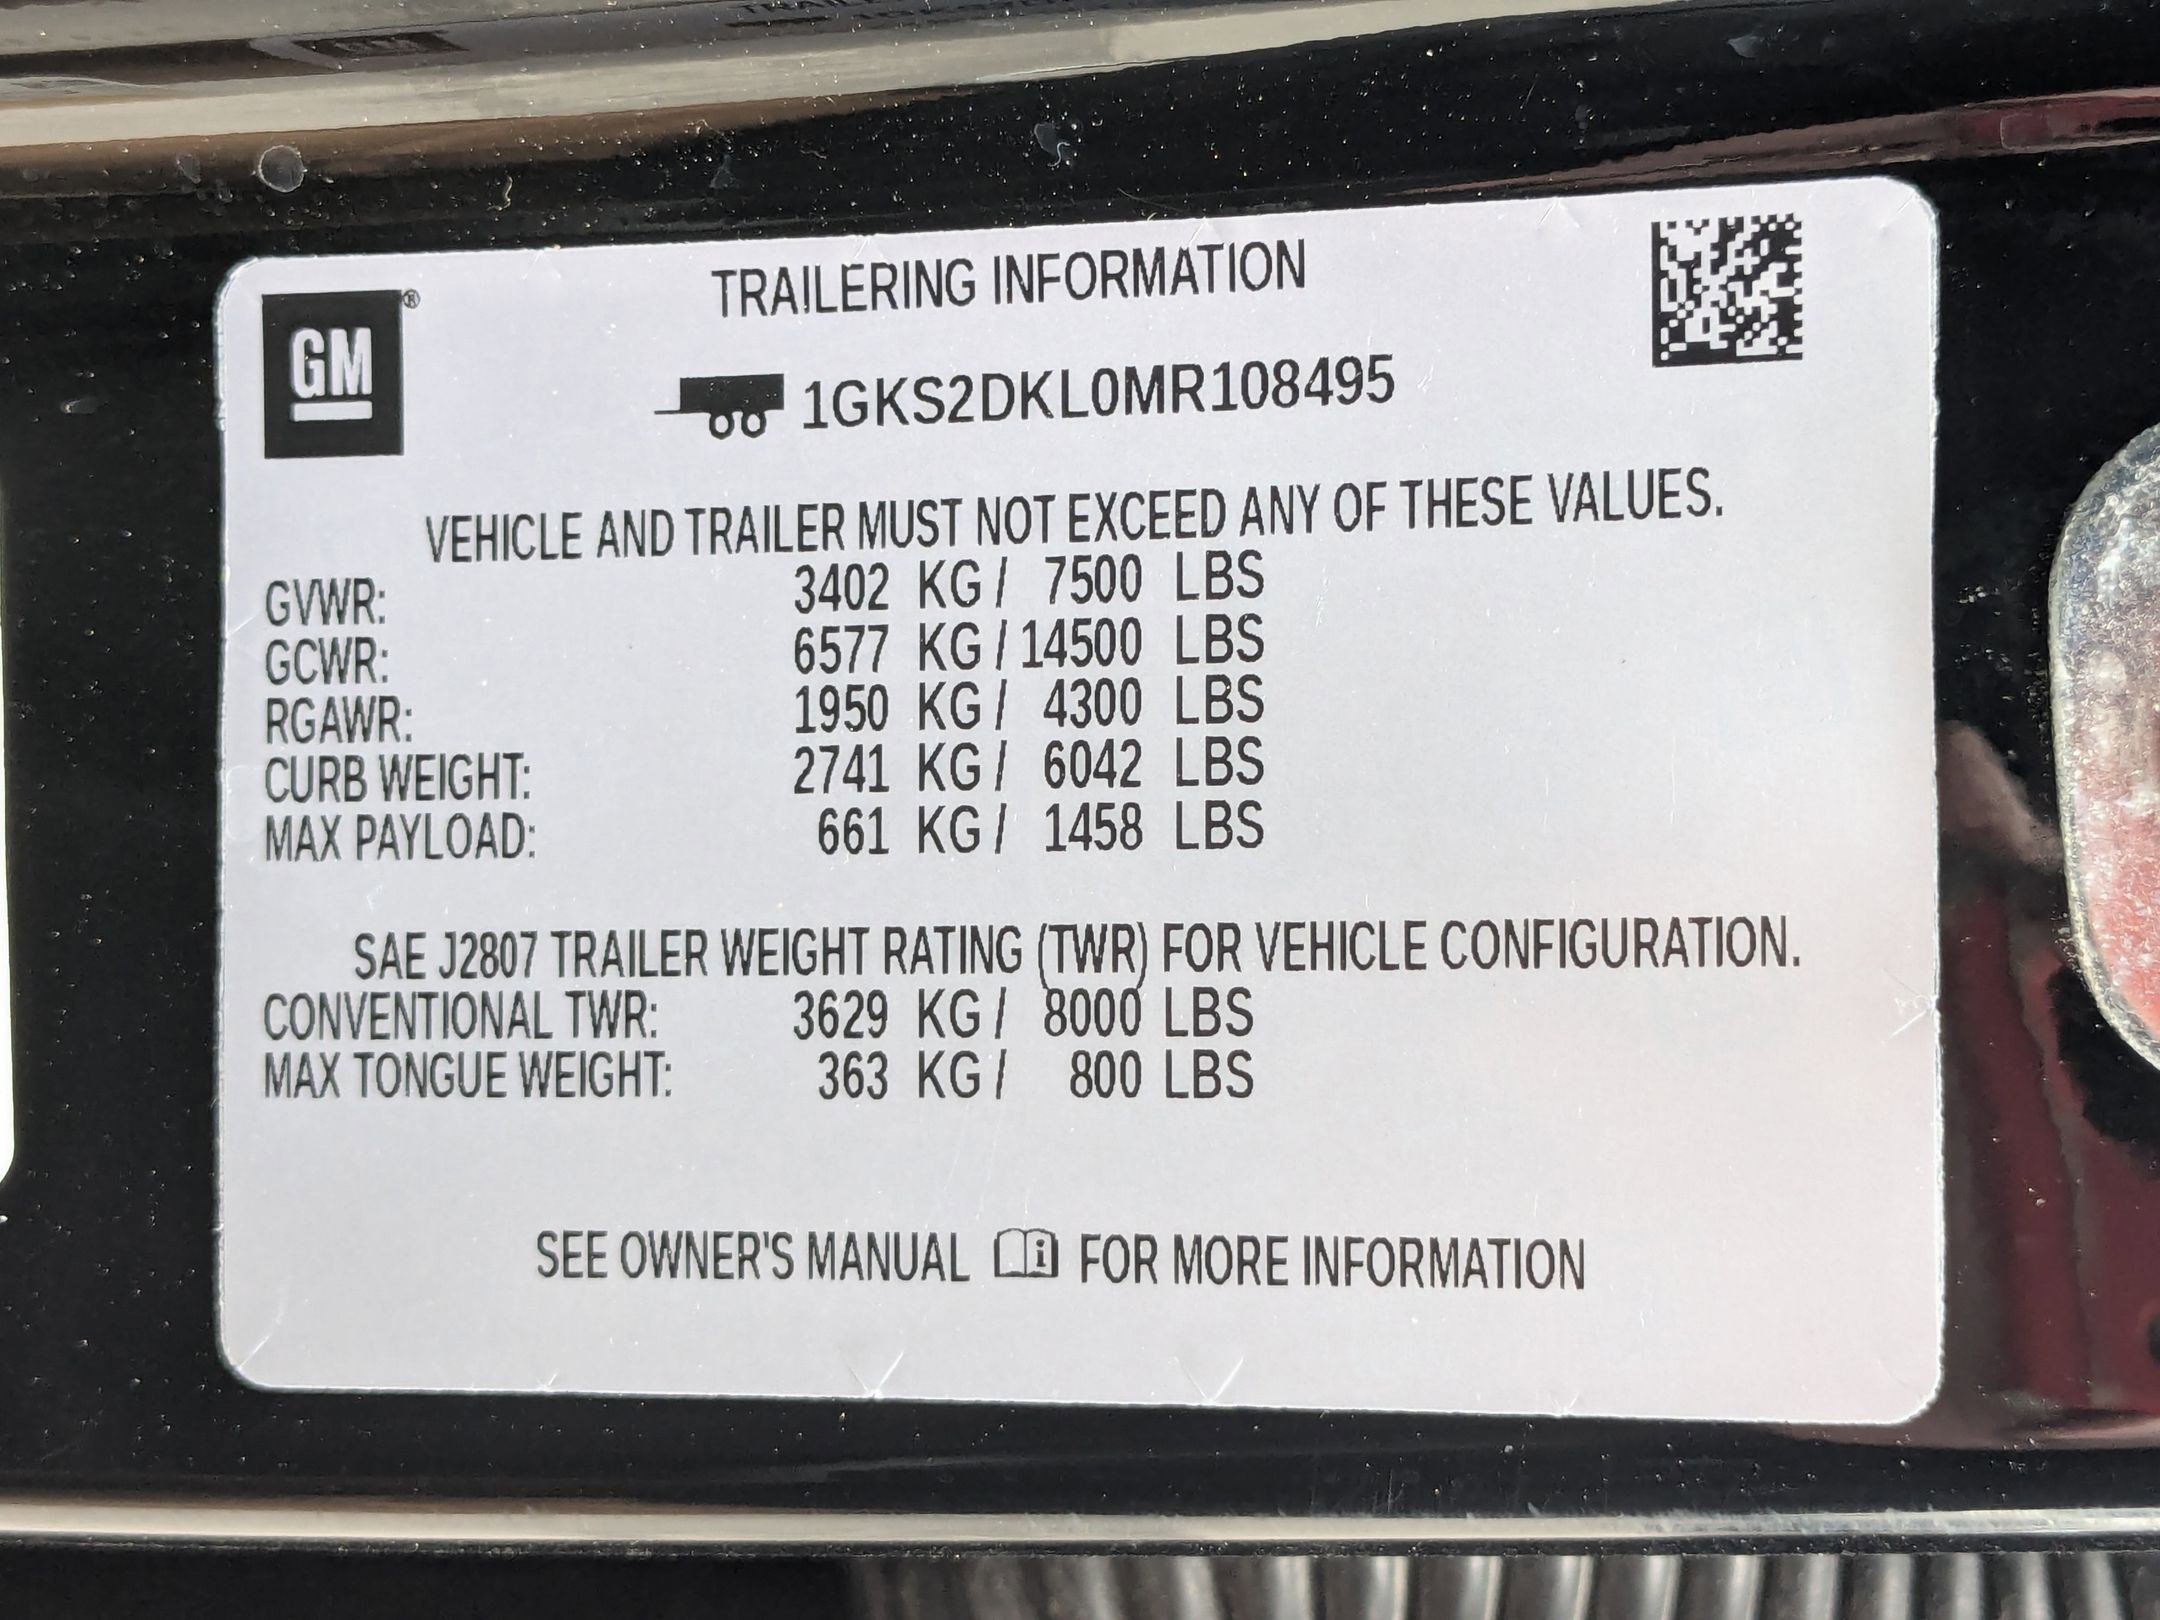 TRAILERING INFORMATION
GM®
1GKS2DKL0MR108495
VEHICLE AND TRAILER MUST NOT EXCEED ANY OF THESE VALUES.
GVWR: 3402 KG / 7500 LBS
GCWR: 6577 KG / 14500 LBS
RGAWR: 1950 KG / 4300 LBS
CURB WEIGHT: 2741 KG / 6042 LBS
MAX PAYLOAD: 661 KG / 1458 LBS
SAE J2807 TRAILER WEIGHT RATING (TWR) FOR VEHICLE CONFIGURATION.
CONVENTIONAL TWR: 3629 KG / 8000 LBS
MAX TONGUE WEIGHT: 363 KG / 800 LBS
SEE OWNER'S MANUAL FOR MORE INFORMATION